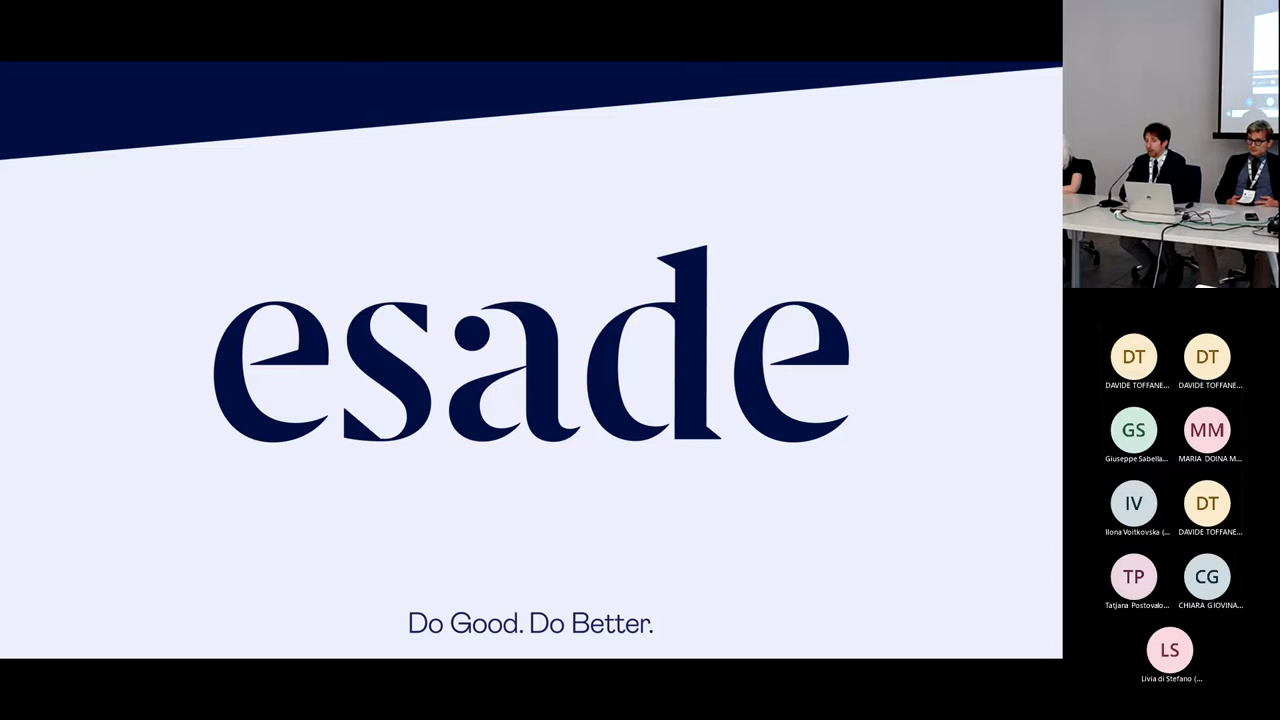 esade
Do Good. Do Better.
DT
DAVIDE TOFFANE...
DT
DAVIDE TOFFANE...
GS
Giuseppe Sabella...
MM
MARIA DOINA M...
IV
Ilona Voitkovska (...
DT
DAVIDE TOFFANE...
TP
Tatjana Postovalo...
CG
CHIARA GIOVINA...
LS
Livia di Stefano (...